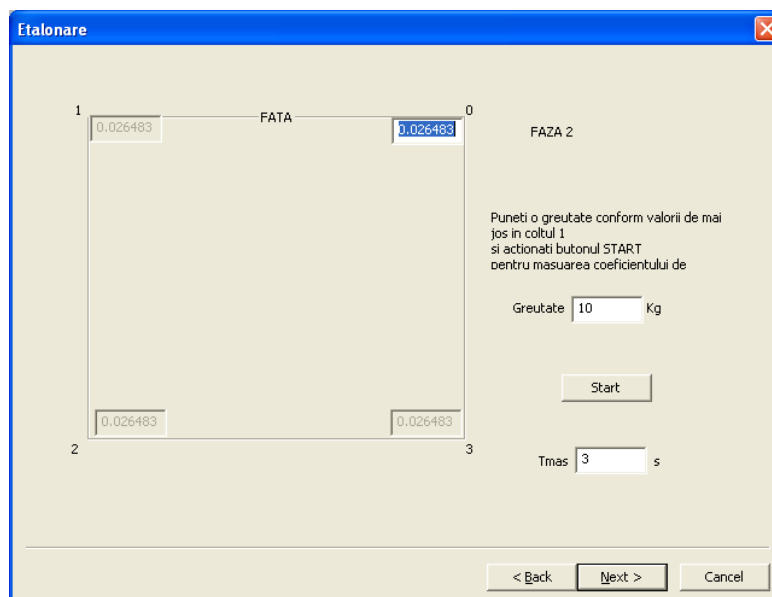 Etalonare
1
FATA
0
0.026483
0.026483
FAZA 2
Puneti o greutate conform valorii de mai
jos in coltul 1
si actionati butonul START
pentru masuarea coeficientului de
Greutate 10 Kg
Start
0.026483
0.026483
2
3
Tmas 3 s
< Back
Next >
Cancel